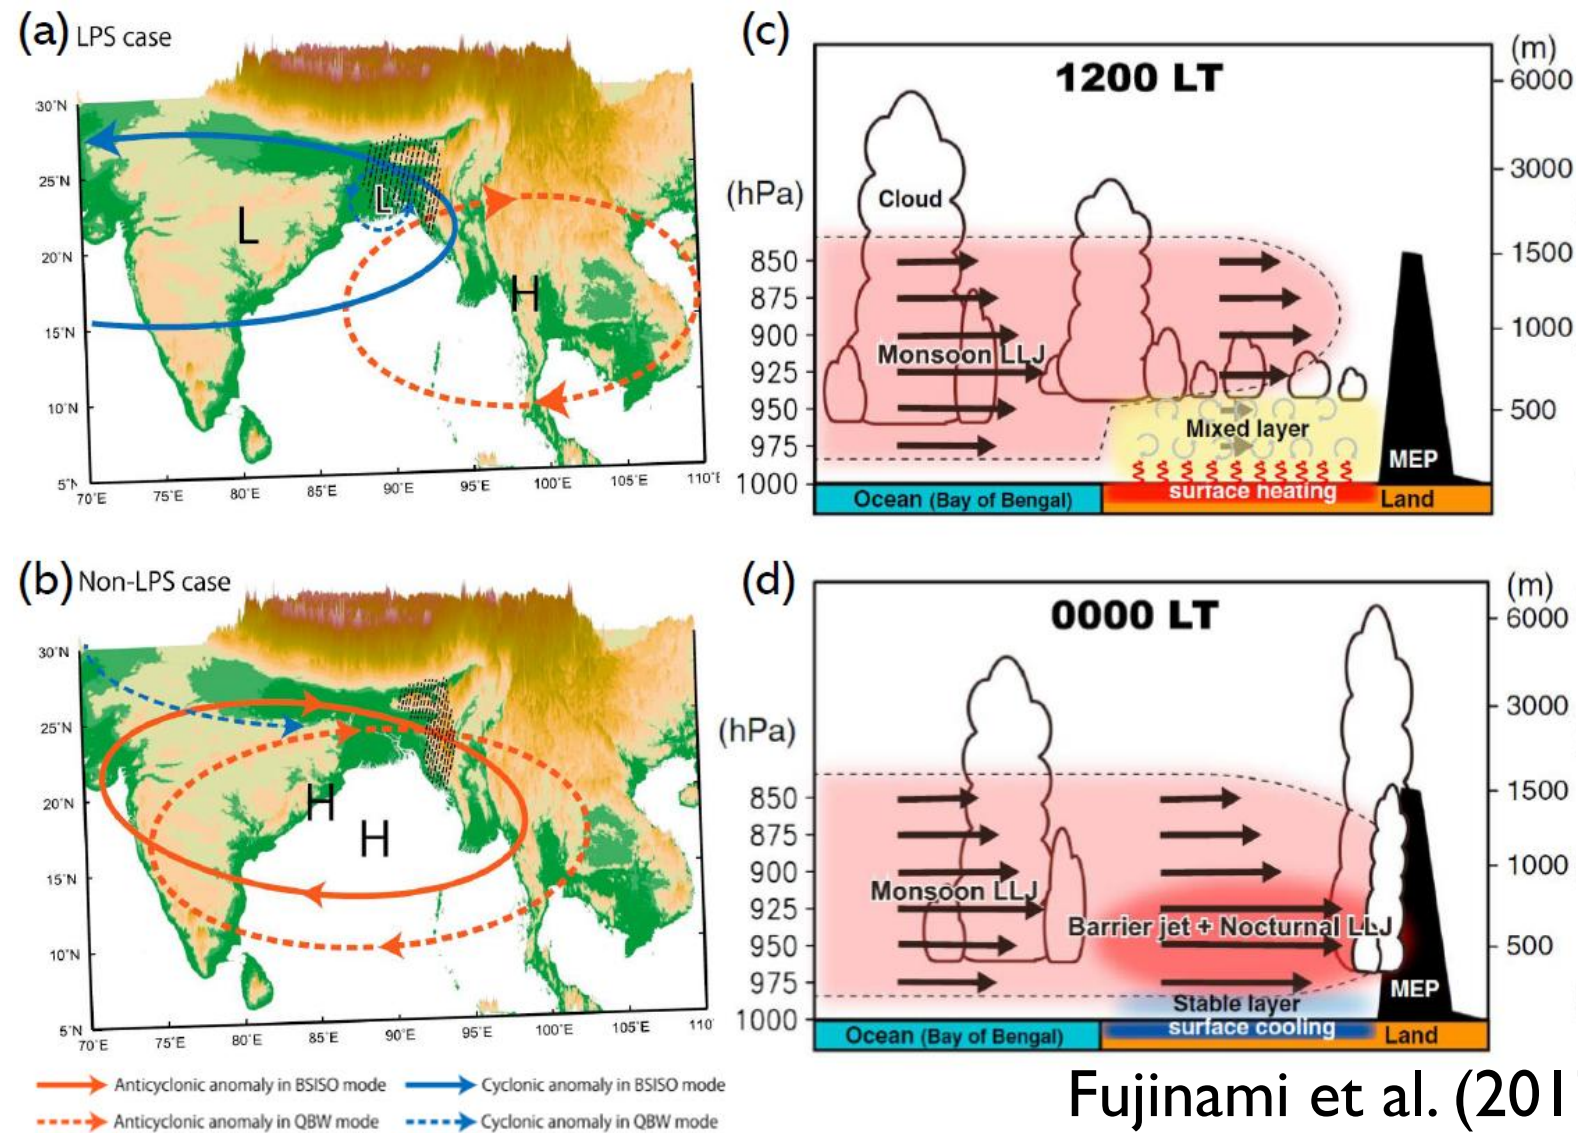 (a) LPS case
30°N
25°N
20°N
15°N
10°N
5°N
70°E 75°E 80°E 85°E 90°E 95°E 100°E 105°E 110°E
L
L
H
(b) Non-LPS case
30°N
25°N
20°N
15°N
10°N
5°N
70°E 75°E 80°E 85°E 90°E 95°E 100°E 105°E 110°
H
H
Anticyclonic anomaly in BSISO mode
Cyclonic anomaly in BSISO mode
Anticyclonic anomaly in QBW mode
Cyclonic anomaly in QBW mode
(c)
1200 LT
(m)
6000
3000
1500
1000
500
(hPa)
850
875
900
925
950
975
1000
Cloud
Monsoon LLJ
Mixed layer
MEP
surface heating
Ocean (Bay of Bengal)
Land
(d)
0000 LT
(m)
6000
3000
1500
1000
500
(hPa)
850
875
900
925
950
975
1000
Monsoon LLJ
Barrier jet + Nocturnal LLJ
MEP
Stable layer
surface cooling
Ocean (Bay of Bengal)
Land
Fujinami et al. (201